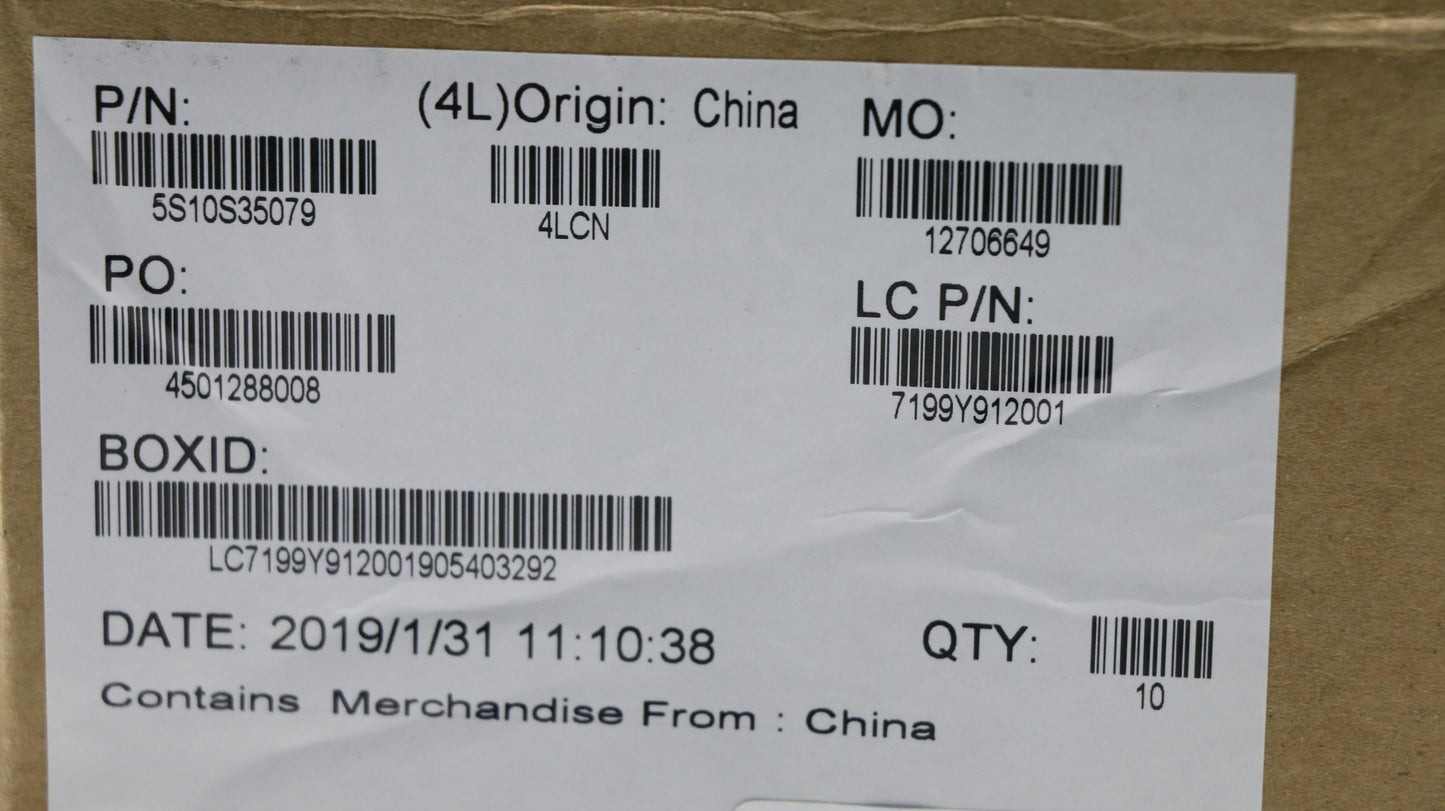 P/N: (4L)Origin: China MO:
5S10S35079 4LCN 12706649
PO: LC P/N:
4501288008 7199Y912001
BOXID:
LC7199Y912001905403292
DATE: 2019/1/31 11:10:38 QTY:
10
Contains Merchandise From : China